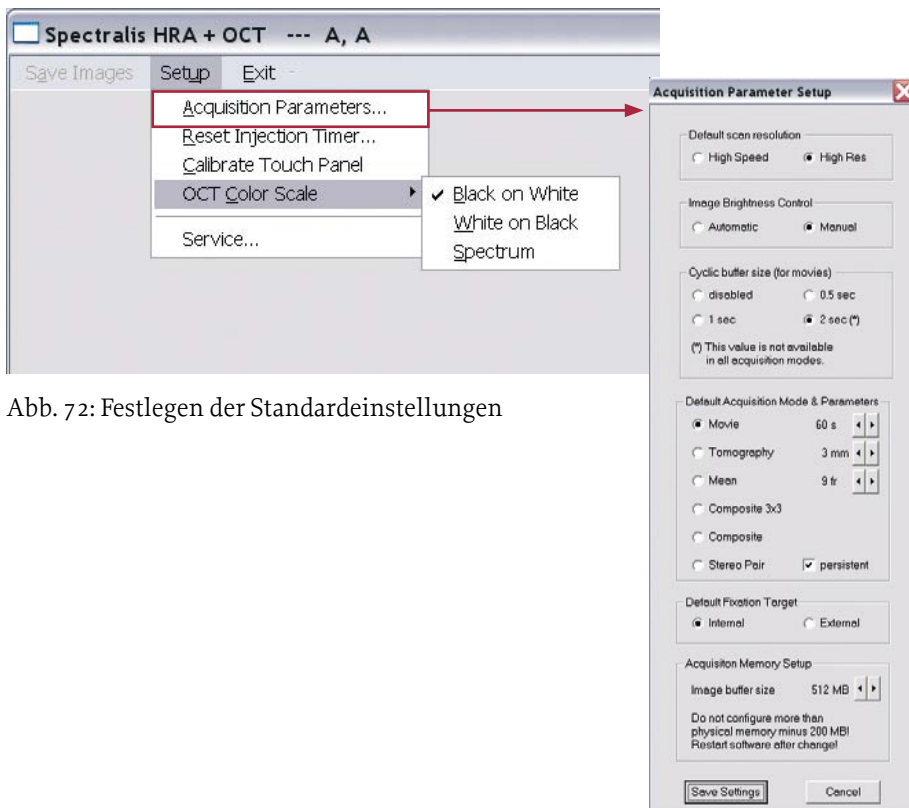 Spectralis HRA + OCT --- A, A
Save Images Setup Exit
Acquisition Parameters...
Reset Injection Timer...
Calibrate Touch Panel
OCT Color Scale
Black on White
White on Black
Spectrum
Service...
Abb. 72: Festlegen der Standardeinstellungen
Acquisition Parameter Setup
Default scan resolution
High Speed High Res
Image Brightness Control
Automatic Manual
Cyclic buffer size (for movies)
disabled 0.5 sec
1 sec 2 sec (*)
(*) This value is not available
in all acquisition modes.
Default Acquisition Mode & Parameters
Movie 60 s
Tomography 3 mm
Mean 9 fr
Composite 3x3
Composite
Stereo Pair persistent
Default Fixation Target
Internal External
Acquisiton Memory Setup
Image buffer size 512 MB
Do not configure more than
physical memory minus 200 MB!
Restart software after change!
Save Settings Cancel